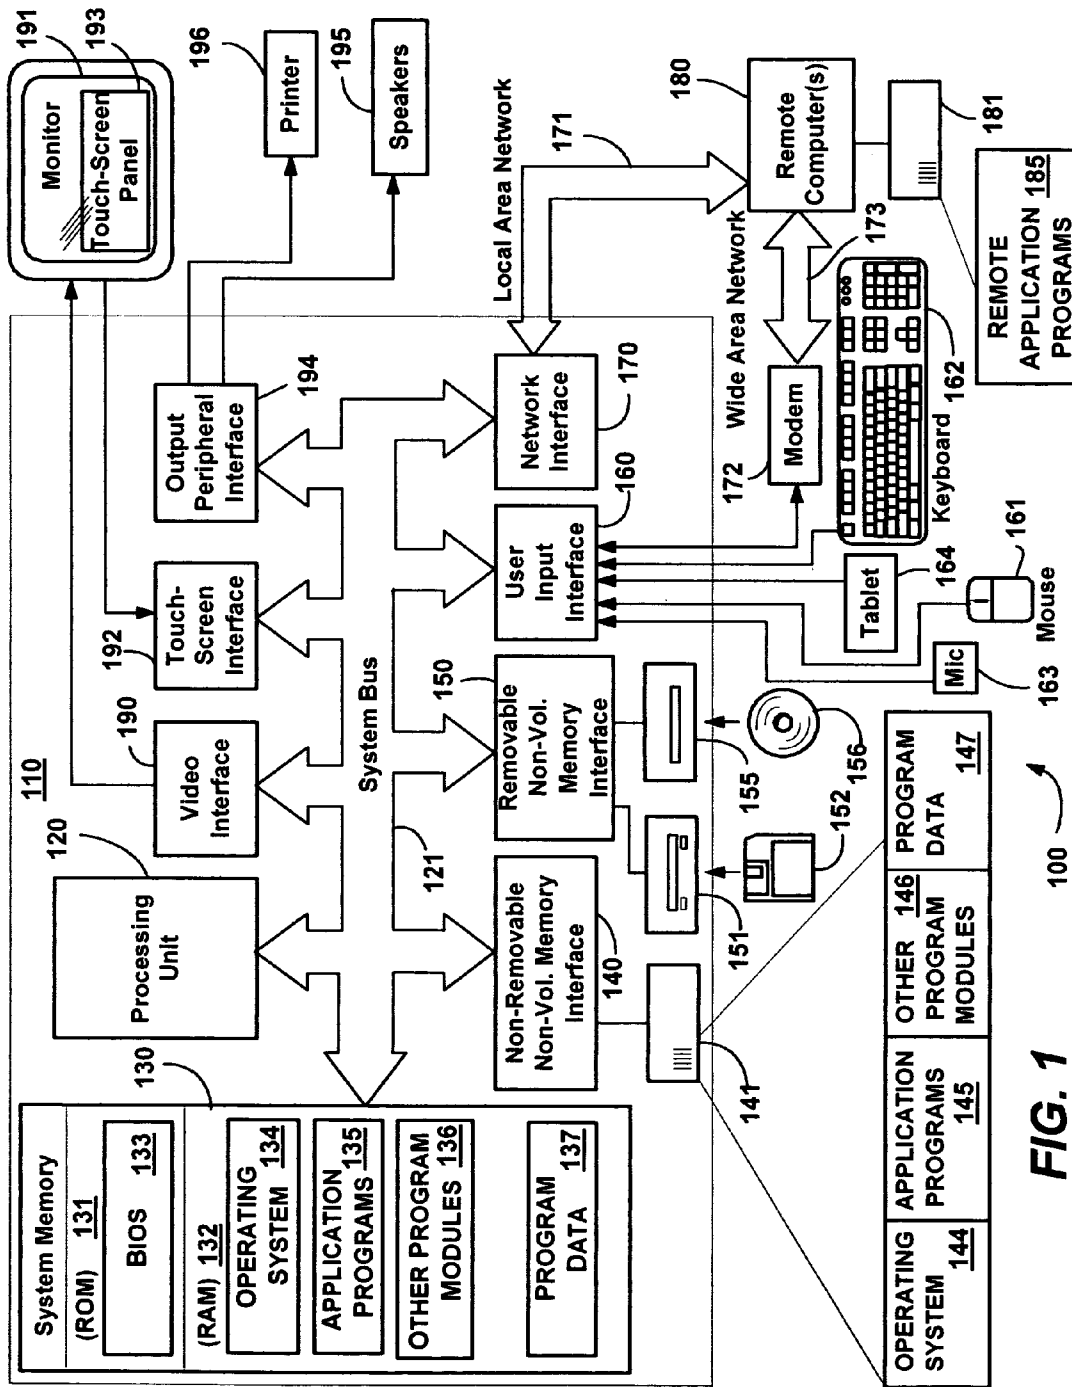 110
System Memory
(ROM) 131
BIOS 133
(RAM) 132
OPERATING
SYSTEM 134
APPLICATION
PROGRAMS 135
OTHER PROGRAM
MODULES 136
PROGRAM
DATA 137
130
120
Processing
Unit
190
Video
Interface
192
Touch-
Screen
Interface
Output
Peripheral
Interface
194
Monitor
Touch-Screen
Panel
191
193
196
Printer
195
Speakers
System Bus
121
Non-Removable
Non-Vol. Memory
Interface
140
150
Removable
Non-Vol.
Memory
Interface
User
Input
Interface
160
Network
Interface
170
Local Area Network
171
141
151
155
152
156
Mic
163
Mouse
161
Tablet
164
Keyboard
162
172
Modem
Wide Area Network
173
180
Remote
Computer(s)
181
REMOTE
APPLICATION 185
PROGRAMS
OPERATING
SYSTEM 144
APPLICATION
PROGRAMS
145
OTHER 146
PROGRAM
MODULES
PROGRAM
DATA
147
100
FIG. 1